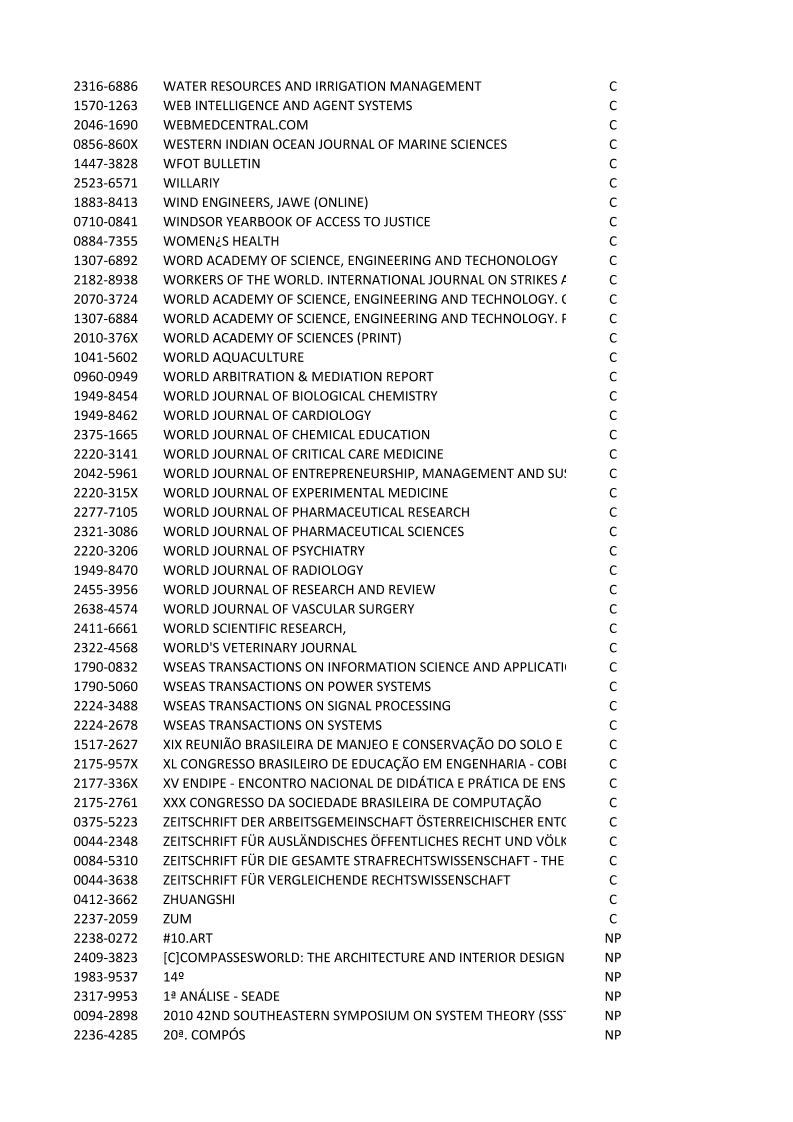 2316-6886 WATER RESOURCES AND IRRIGATION MANAGEMENT C
1570-1263 WEB INTELLIGENCE AND AGENT SYSTEMS C
2046-1690 WEBMEDCENTRAL.COM C
0856-860X WESTERN INDIAN OCEAN JOURNAL OF MARINE SCIENCES C
1447-3828 WFOT BULLETIN C
2523-6571 WILLARIY C
1883-8413 WIND ENGINEERS, JAWE (ONLINE) C
0710-0841 WINDSOR YEARBOOK OF ACCESS TO JUSTICE C
0884-7355 WOMEN¿S HEALTH C
1307-6892 WORD ACADEMY OF SCIENCE, ENGINEERING AND TECHONOLOGY C
2182-8938 WORKERS OF THE WORLD. INTERNATIONAL JOURNAL ON STRIKES A C
2070-3724 WORLD ACADEMY OF SCIENCE, ENGINEERING AND TECHNOLOGY. C
1307-6884 WORLD ACADEMY OF SCIENCE, ENGINEERING AND TECHNOLOGY. C
2010-376X WORLD ACADEMY OF SCIENCES (PRINT) C
1041-5602 WORLD AQUACULTURE C
0960-0949 WORLD ARBITRATION & MEDIATION REPORT C
1949-8454 WORLD JOURNAL OF BIOLOGICAL CHEMISTRY C
1949-8462 WORLD JOURNAL OF CARDIOLOGY C
2375-1665 WORLD JOURNAL OF CHEMICAL EDUCATION C
2220-3141 WORLD JOURNAL OF CRITICAL CARE MEDICINE C
2042-5961 WORLD JOURNAL OF ENTREPRENEURSHIP, MANAGEMENT AND SUS C
2220-315X WORLD JOURNAL OF EXPERIMENTAL MEDICINE C
2277-7105 WORLD JOURNAL OF PHARMACEUTICAL RESEARCH C
2321-3086 WORLD JOURNAL OF PHARMACEUTICAL SCIENCES C
2220-3206 WORLD JOURNAL OF PSYCHIATRY C
1949-8470 WORLD JOURNAL OF RADIOLOGY C
2455-3956 WORLD JOURNAL OF RESEARCH AND REVIEW C
2638-4574 WORLD JOURNAL OF VASCULAR SURGERY C
2411-6661 WORLD SCIENTIFIC RESEARCH, C
2322-4568 WORLD'S VETERINARY JOURNAL C
1790-0832 WSEAS TRANSACTIONS ON INFORMATION SCIENCE AND APPLICATI C
1790-5060 WSEAS TRANSACTIONS ON POWER SYSTEMS C
2224-3488 WSEAS TRANSACTIONS ON SIGNAL PROCESSING C
2224-2678 WSEAS TRANSACTIONS ON SYSTEMS C
1517-2627 XIX REUNIÃO BRASILEIRA DE MANJEO E CONSERVAÇÃO DO SOLO E C
2175-957X XL CONGRESSO BRASILEIRO DE EDUCAÇÃO EM ENGENHARIA - COBE C
2177-336X XV ENDIPE - ENCONTRO NACIONAL DE DIDÁTICA E PRÁTICA DE ENS C
2175-2761 XXX CONGRESSO DA SOCIEDADE BRASILEIRA DE COMPUTAÇÃO C
0375-5223 ZEITSCHRIFT DER ARBEITSGEMEINSCHAFT ÖSTERREICHISCHER ENTO C
0044-2348 ZEITSCHRIFT FÜR AUSLÄNDISCHES ÖFFENTLICHES RECHT UND VÖLK C
0084-5310 ZEITSCHRIFT FÜR DIE GESAMTE STRAFRECHTSWISSENSCHAFT - THE C
0044-3638 ZEITSCHRIFT FÜR VERGLEICHENDE RECHTSWISSENSCHAFT C
0412-3662 ZHUANGSHI C
2237-2059 ZUM C
2238-0272 #10.ART NP
2409-3823 [C]COMPASSESWORLD: THE ARCHITECTURE AND INTERIOR DESIGN NP
1983-9537 14º NP
2317-9953 1ª ANÁLISE - SEADE NP
0094-2898 2010 42ND SOUTHEASTERN SYMPOSIUM ON SYSTEM THEORY (SSST NP
2236-4285 20ª. COMPÓS NP